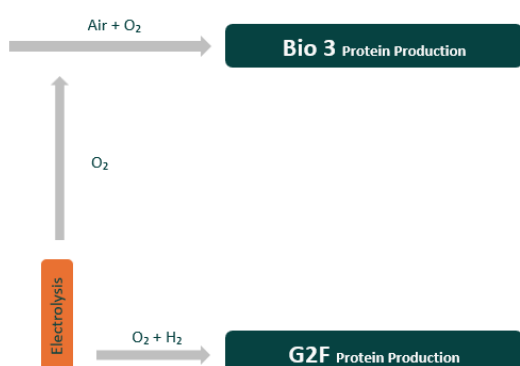 Air + O₂
Bio 3 Protein Production
O₂
Electrolysis
O₂ + H₂
G2F Protein Production